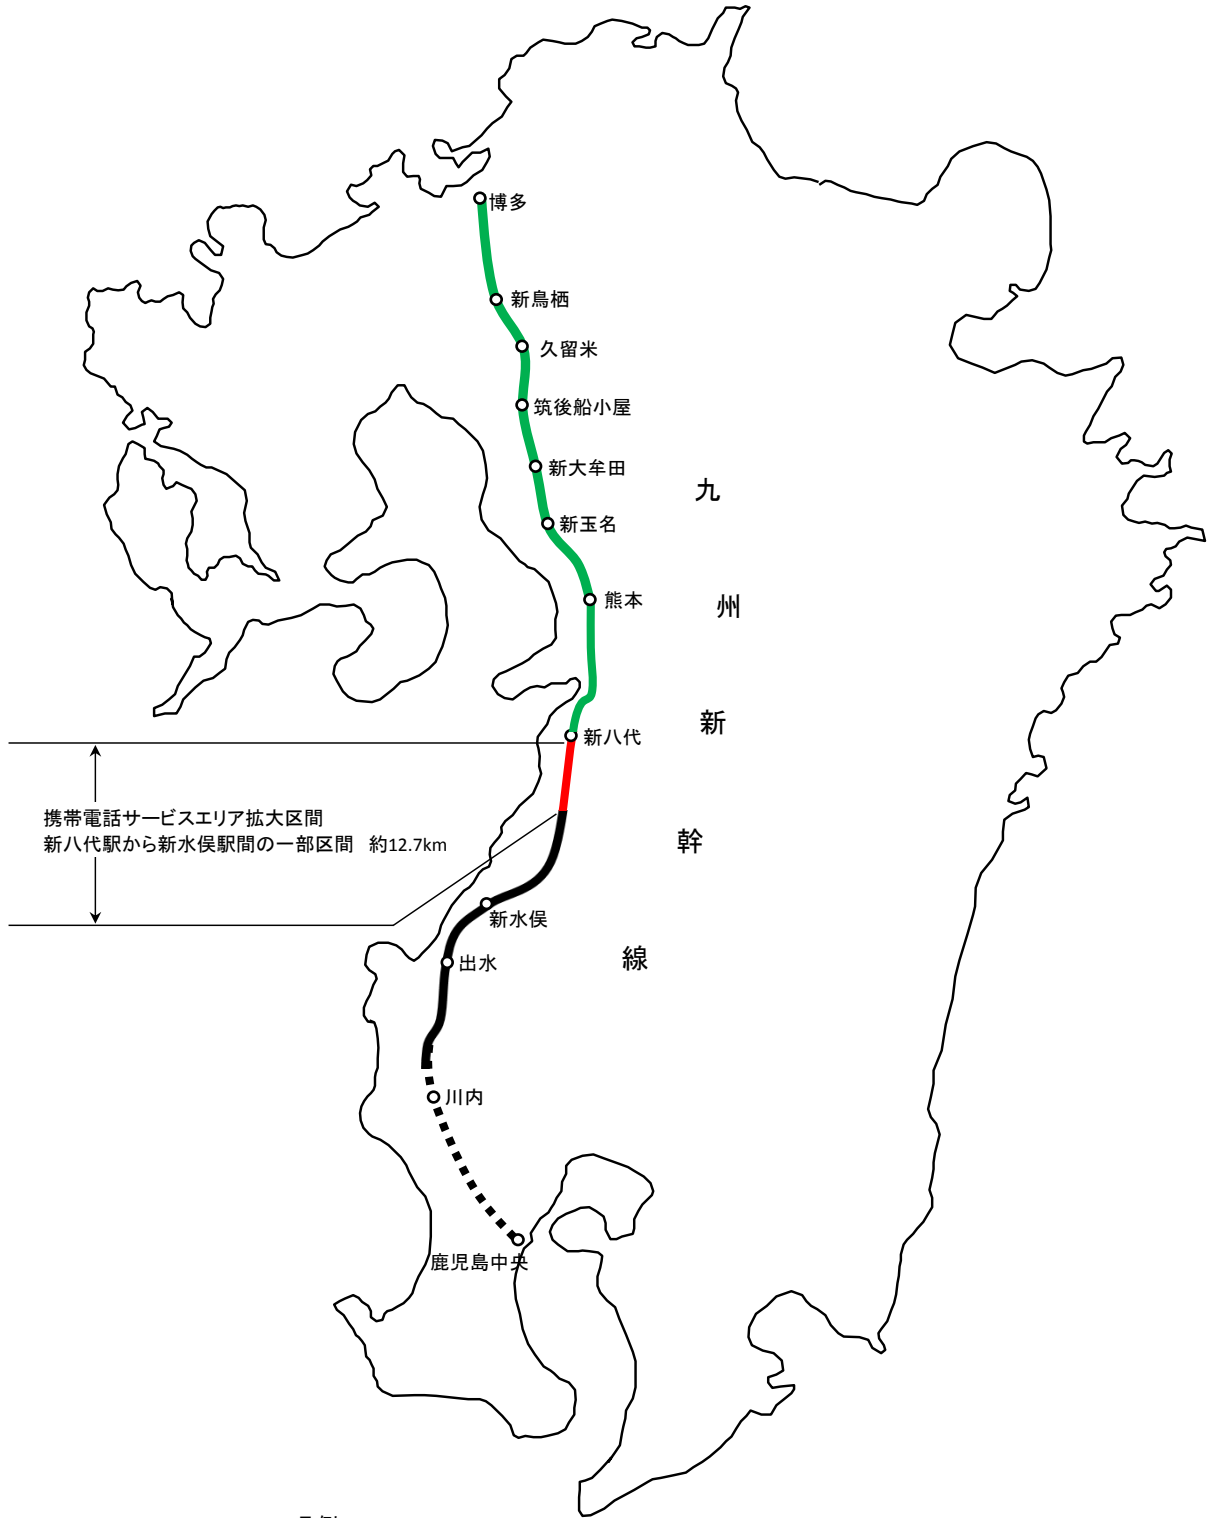 博多
新鳥栖
久留米
筑後船小屋
新大牟田
新玉名
熊本
新八代
携帯電話サービスエリア拡大区間
新八代駅から新水俣駅間の一部区間　約12.7km
新水俣
出水
川内
鹿児島中央
九州新幹線